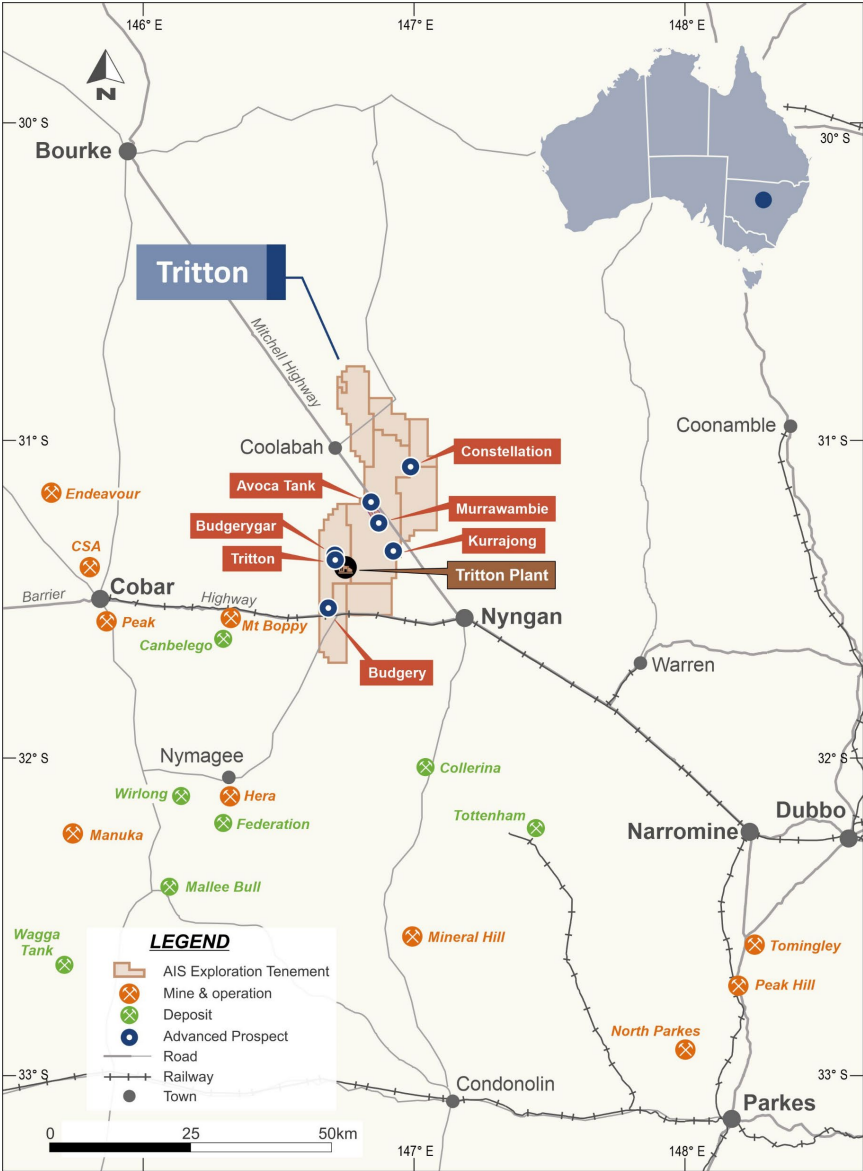 146° E
147° E
148° E
N
30° S
30° S
Bourke
Tritton
Mitchell Highway
31° S
31° S
Coonamble
Coolabah
Constellation
Avoca Tank
Endeavour
Murrawambie
Budgerygar
Kurrajong
CSA
Tritton
Tritton Plant
Cobar
Barrier
Highway
Peak
Mt Boppy
Nyngan
Canbelego
Warren
Budgery
32° S
32° S
Nymagee
Collerina
Wirlong
Hera
Dubbo
Tottenham
Federation
Narromine
Manuka
Mallee Bull
Wagga
Tank
Mineral Hill
Tomingley
Peak Hill
North Parkes
LEGEND
AIS Exploration Tenement
Mine & operation
Deposit
Advanced Prospect
Road
Railway
Town
33° S
33° S
Condonolin
Parkes
0 25 50km
147° E
148° E